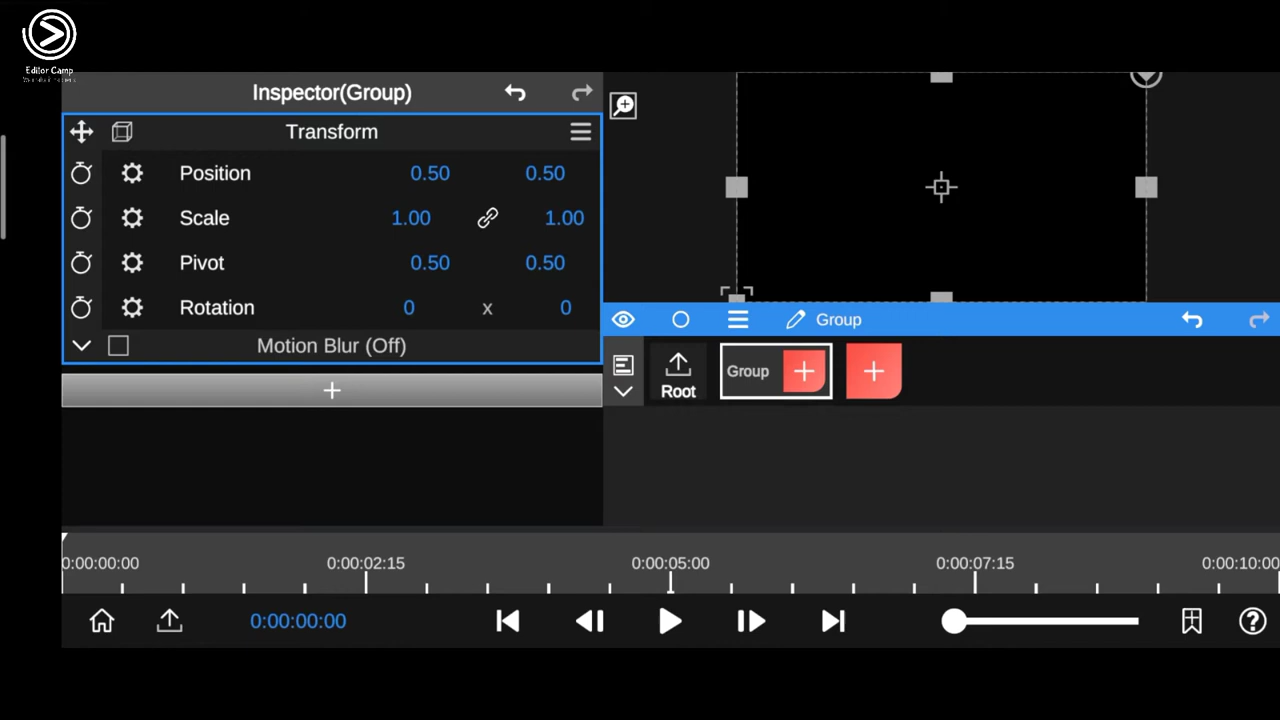 Editor Camp
Inspector(Group)
Transform
Position 0.50 0.50
Scale 1.00 1.00
Pivot 0.50 0.50
Rotation 0 x 0
Motion Blur (Off)
+
Group
Root
Group +
+
0:00:00:00 0:00:02:15 0:00:05:00 0:00:07:15 0:00:10:00
0:00:00:00